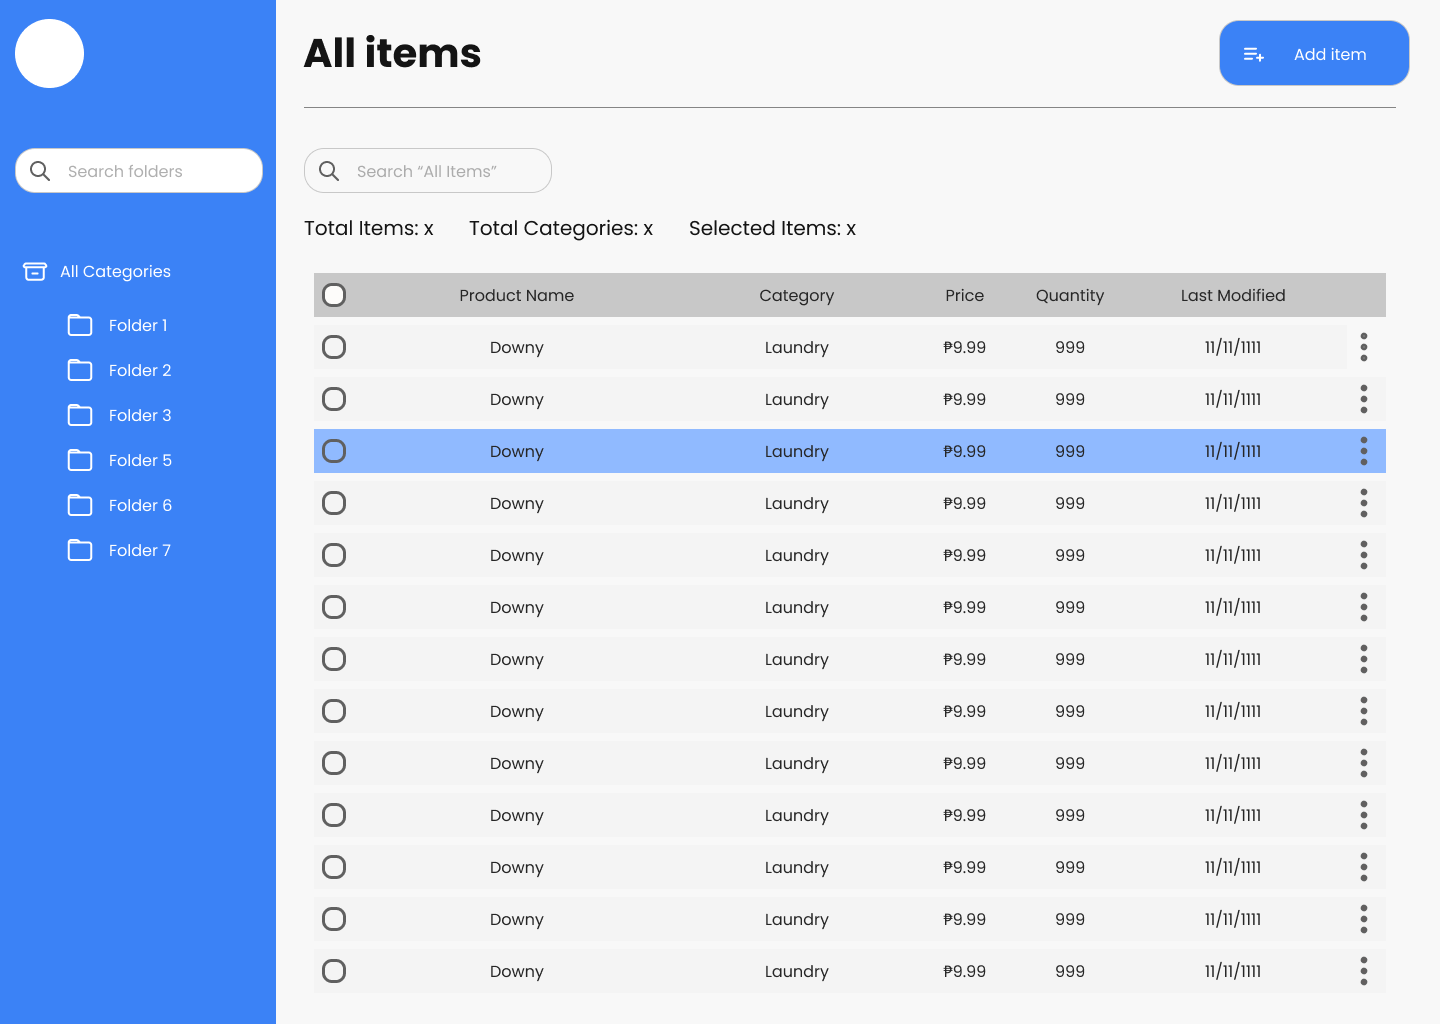 All items
Add item
Search folders
Search “All Items”
Total Items: x Total Categories: x Selected Items: x
All Categories
Folder 1
Folder 2
Folder 3
Folder 5
Folder 6
Folder 7
Product Name Category Price Quantity Last Modified
Downy Laundry ₱9.99 999 11/11/1111
Downy Laundry ₱9.99 999 11/11/1111
Downy Laundry ₱9.99 999 11/11/1111
Downy Laundry ₱9.99 999 11/11/1111
Downy Laundry ₱9.99 999 11/11/1111
Downy Laundry ₱9.99 999 11/11/1111
Downy Laundry ₱9.99 999 11/11/1111
Downy Laundry ₱9.99 999 11/11/1111
Downy Laundry ₱9.99 999 11/11/1111
Downy Laundry ₱9.99 999 11/11/1111
Downy Laundry ₱9.99 999 11/11/1111
Downy Laundry ₱9.99 999 11/11/1111
Downy Laundry ₱9.99 999 11/11/1111